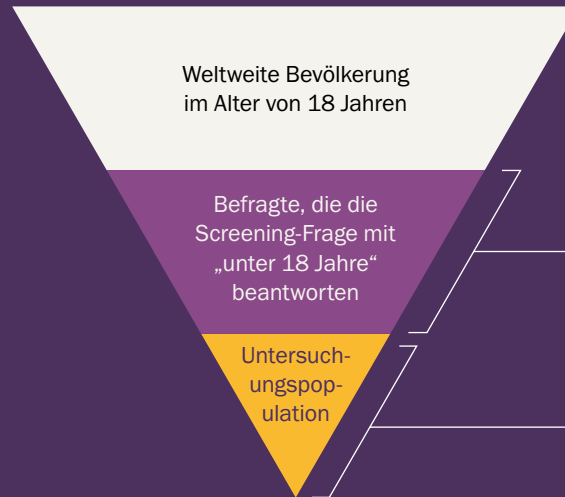 Weltweite Bevölkerung
im Alter von 18 Jahren
Befragte, die die
Screening-Frage mit
„unter 18 Jahre“
beantworten
Untersuch-
ungspop-
ulation